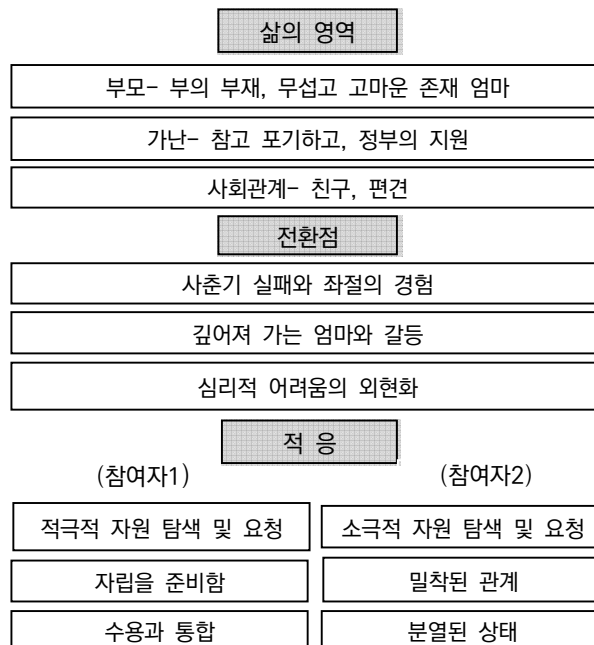 삶의 영역
부모- 부의 부재, 무섭고 고마운 존재 엄마
가난- 참고 포기하고, 정부의 지원
사회관계- 친구, 편견
전환점
사춘기 실패와 좌절의 경험
깊어져 가는 엄마와 갈등
심리적 어려움의 외현화
적 응
(참여자1) (참여자2)
적극적 자원 탐색 및 요청 소극적 자원 탐색 및 요청
자립을 준비함 밀착된 관계
수용과 통합 분열된 상태